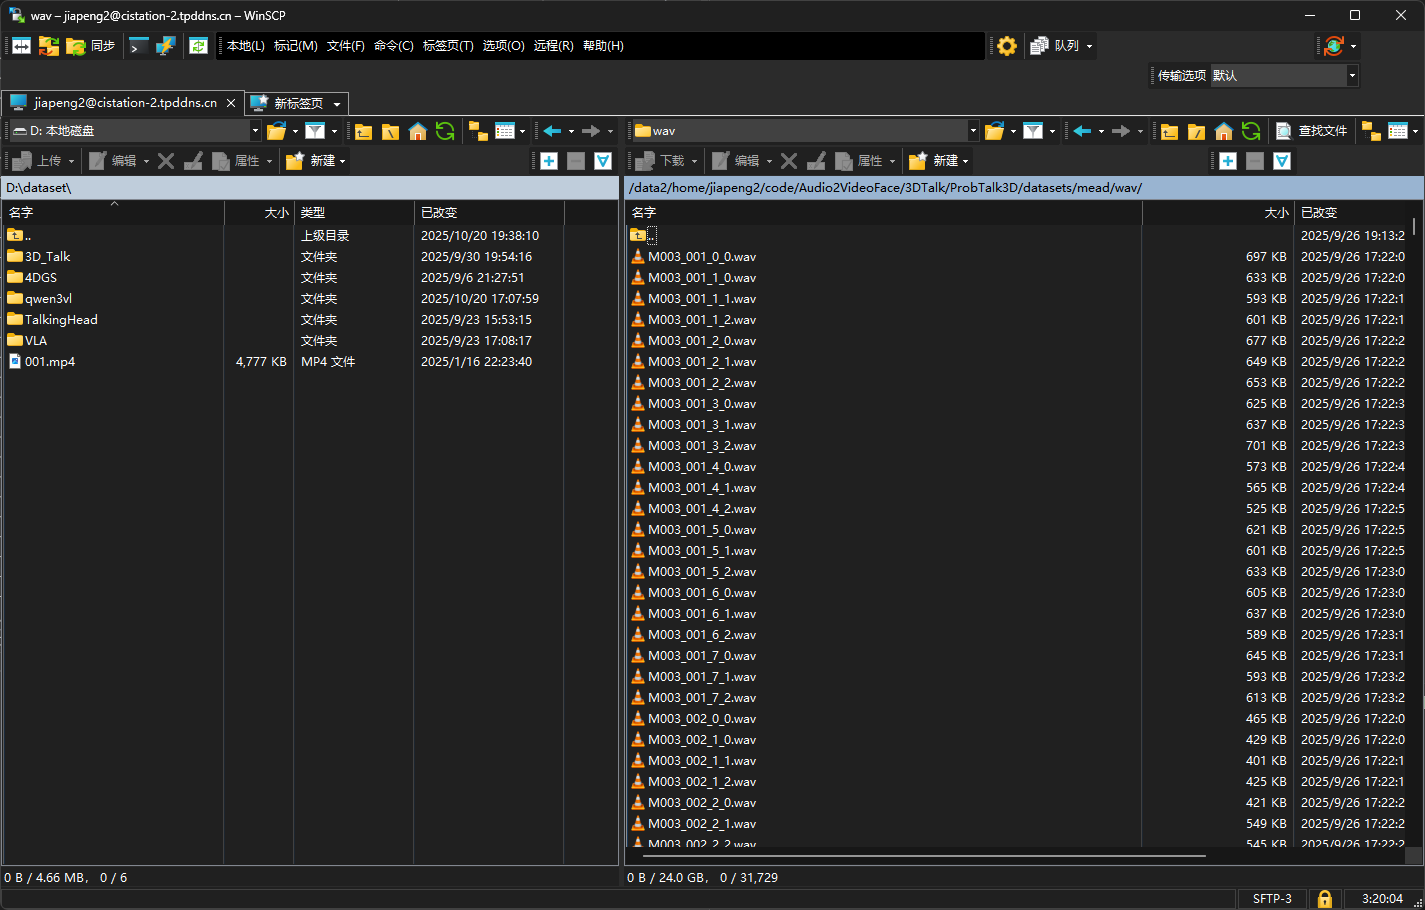 wav – jiapeng2@cistation-2.tpddns.cn – WinSCP
同步 本地(L) 标记(M) 文件(F) 命令(C) 标签页(T) 选项(O) 远程(R) 帮助(H) 队列
传输选项 默认
jiapeng2@cistation-2.tpddns.cn 新标签页
D: 本地磁盘
上传 编辑 属性 新建
D:\dataset\
名字 大小 类型 已改变
.. 上级目录 2025/10/20 19:38:10
3D_Talk 文件夹 2025/9/30 19:54:16
4DGS 文件夹 2025/9/6 21:27:51
qwen3vl 文件夹 2025/10/20 17:07:59
TalkingHead 文件夹 2025/9/23 15:53:15
VLA 文件夹 2025/9/23 17:08:17
001.mp4 4,777 KB MP4 文件 2025/1/16 22:23:40
0 B / 4.66 MB, 0 / 6
wav 查找文件
下载 编辑 属性 新建
/data2/home/jiapeng2/code/Audio2VideoFace/3DTalk/ProbTalk3D/datasets/mead/wav/
名字 大小 已改变
.. 2025/9/26 19:13:2
M003_001_0_0.wav 697 KB 2025/9/26 17:22:0
M003_001_1_0.wav 633 KB 2025/9/26 17:22:0
M003_001_1_1.wav 593 KB 2025/9/26 17:22:1
M003_001_1_2.wav 601 KB 2025/9/26 17:22:1
M003_001_2_0.wav 677 KB 2025/9/26 17:22:2
M003_001_2_1.wav 649 KB 2025/9/26 17:22:2
M003_001_2_2.wav 653 KB 2025/9/26 17:22:2
M003_001_3_0.wav 625 KB 2025/9/26 17:22:3
M003_001_3_1.wav 637 KB 2025/9/26 17:22:3
M003_001_3_2.wav 701 KB 2025/9/26 17:22:3
M003_001_4_0.wav 573 KB 2025/9/26 17:22:4
M003_001_4_1.wav 565 KB 2025/9/26 17:22:4
M003_001_4_2.wav 525 KB 2025/9/26 17:22:5
M003_001_5_0.wav 621 KB 2025/9/26 17:22:5
M003_001_5_1.wav 601 KB 2025/9/26 17:22:5
M003_001_5_2.wav 633 KB 2025/9/26 17:23:0
M003_001_6_0.wav 605 KB 2025/9/26 17:23:0
M003_001_6_1.wav 637 KB 2025/9/26 17:23:0
M003_001_6_2.wav 589 KB 2025/9/26 17:23:1
M003_001_7_0.wav 645 KB 2025/9/26 17:23:1
M003_001_7_1.wav 593 KB 2025/9/26 17:23:2
M003_001_7_2.wav 613 KB 2025/9/26 17:23:2
M003_002_0_0.wav 465 KB 2025/9/26 17:22:0
M003_002_1_0.wav 429 KB 2025/9/26 17:22:0
M003_002_1_1.wav 401 KB 2025/9/26 17:22:1
M003_002_1_2.wav 425 KB 2025/9/26 17:22:1
M003_002_2_0.wav 421 KB 2025/9/26 17:22:2
M003_002_2_1.wav 549 KB 2025/9/26 17:22:2
M003_002_2_2.wav 545 KB 2025/9/26 17:22:2
0 B / 24.0 GB, 0 / 31,729
SFTP-3 3:20:04